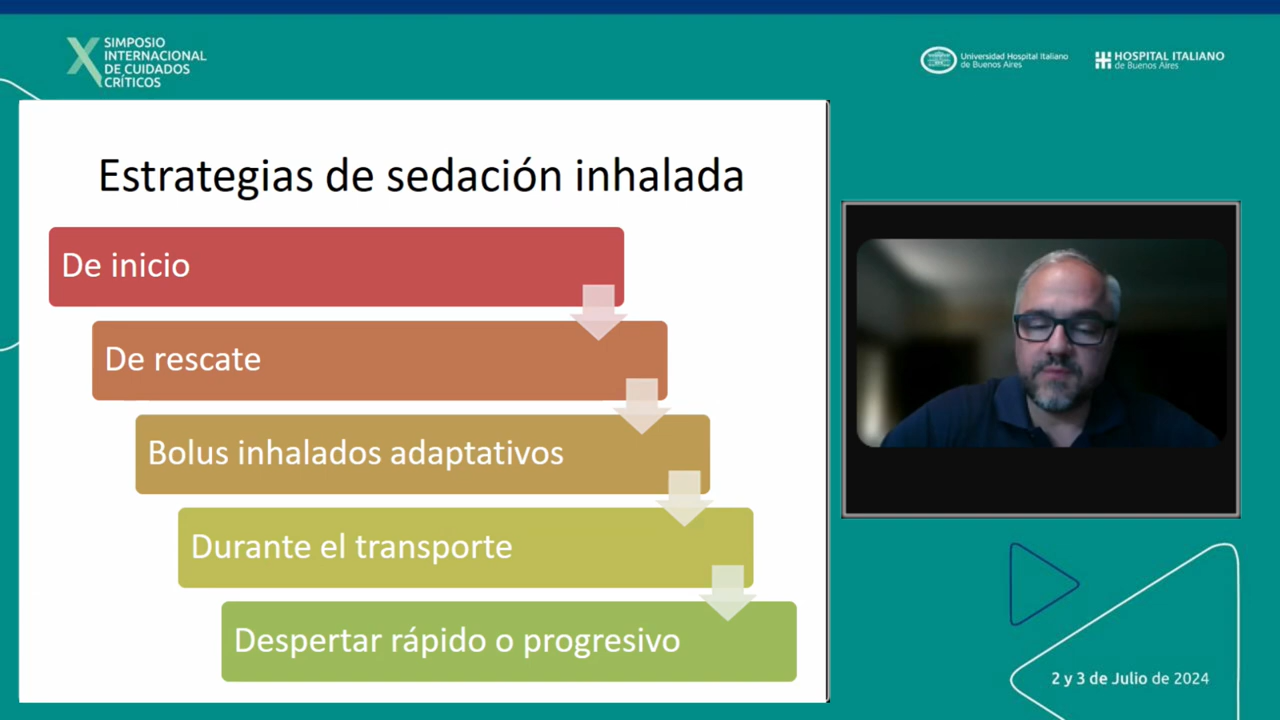 SIMPOSIO
INTERNACIONAL
DE CUIDADOS
CRÍTICOS
Universidad Hospital Italiano
de Buenos Aires
HOSPITAL ITALIANO
de Buenos Aires
Estrategias de sedación inhalada
De inicio
De rescate
Bolus inhalados adaptativos
Durante el transporte
Despertar rápido o progresivo
2 y 3 de Julio de 2024